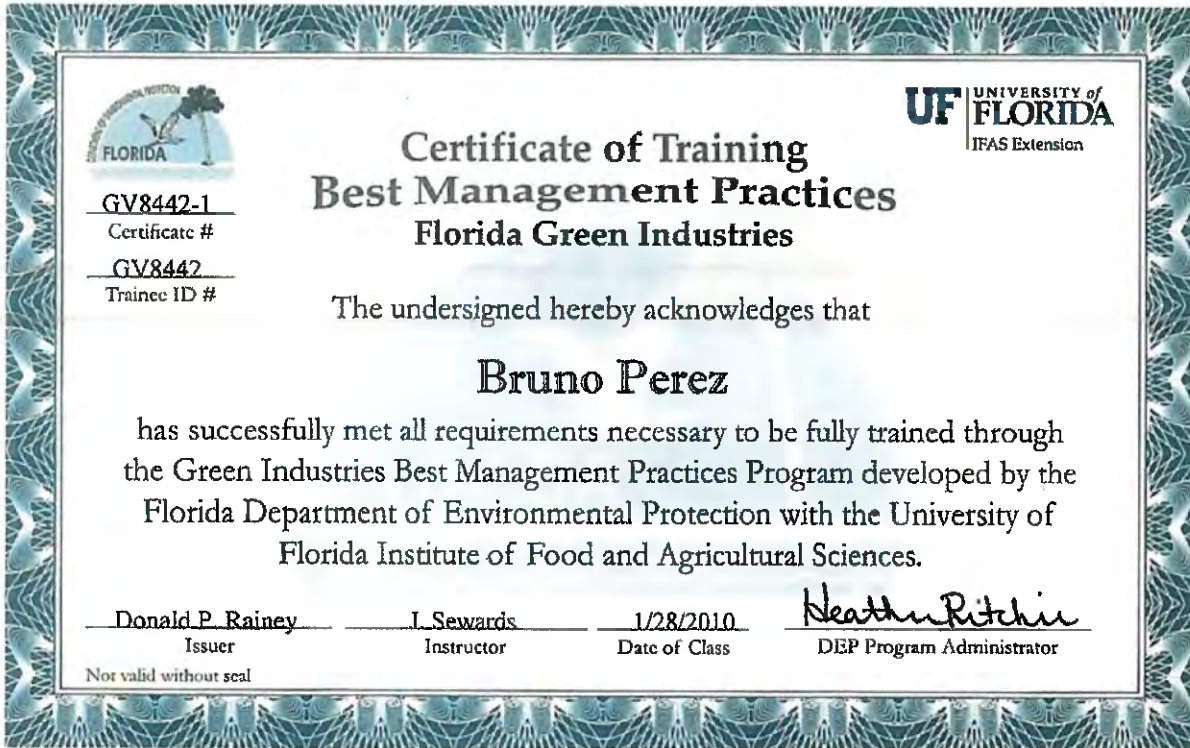 FLORIDA
UF UNIVERSITY of
FLORIDA
IFAS Extension
Certificate of Training
Best Management Practices
Florida Green Industries
GV8442-1
Certificate #
GV8442
Trainee ID #
The undersigned hereby acknowledges that
Bruno Perez
has successfully met all requirements necessary to be fully trained through
the Green Industries Best Management Practices Program developed by the
Florida Department of Environmental Protection with the University of
Florida Institute of Food and Agricultural Sciences.
Donald P. Rainey Sewards 1/28/2010 Heather Ritchie
Issuer Instructor Date of Class DEP Program Administrator
Not valid without seal